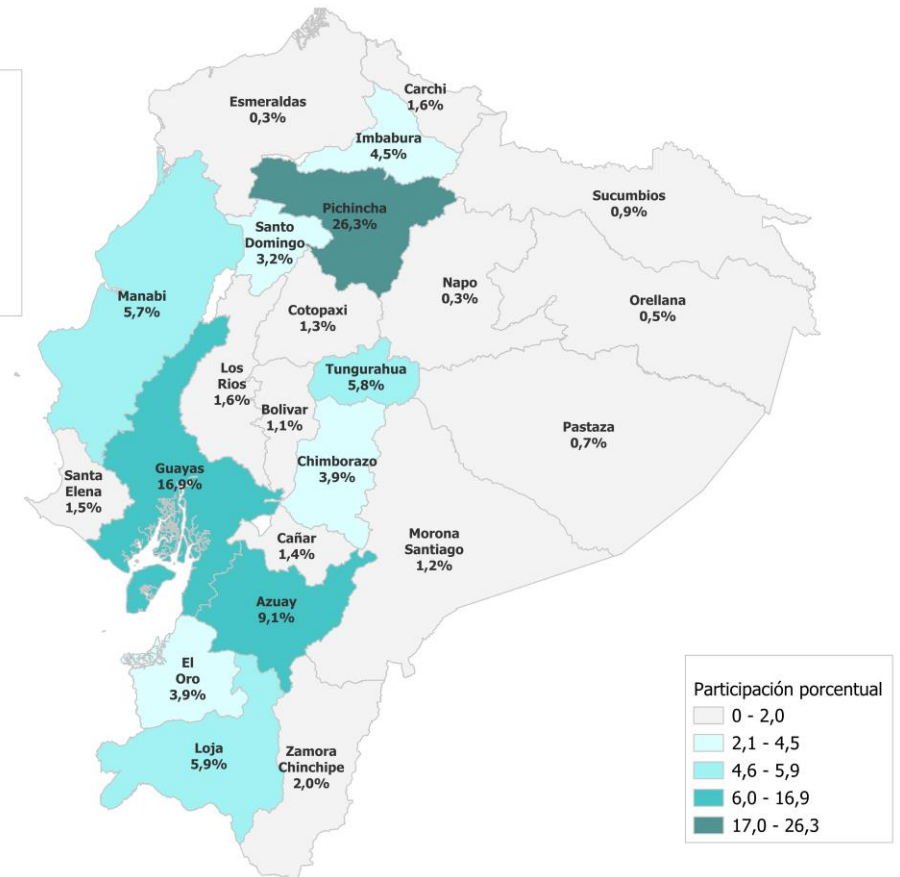 Carchi
1,6%
Esmeraldas
0,3%
Imbabura
4,5%
Sucumbios
0,9%
Pichincha
26,3%
Santo
Domingo
3,2%
Napo
0,3%
Manabi
5,7%
Orellana
0,5%
Cotopaxi
1,3%
Los
Rios
1,6%
Tungurahua
5,8%
Bolivar
1,1%
Pastaza
0,7%
Chimborazo
3,9%
Guayas
16,9%
Santa
Elena
1,5%
Cañar
1,4%
Morona
Santiago
1,2%
Azuay
9,1%
El
Oro
3,9%
Loja
5,9%
Zamora
Chinchipe
2,0%
Participación porcentual
0 - 2,0
2,1 - 4,5
4,6 - 5,9
6,0 - 16,9
17,0 - 26,3